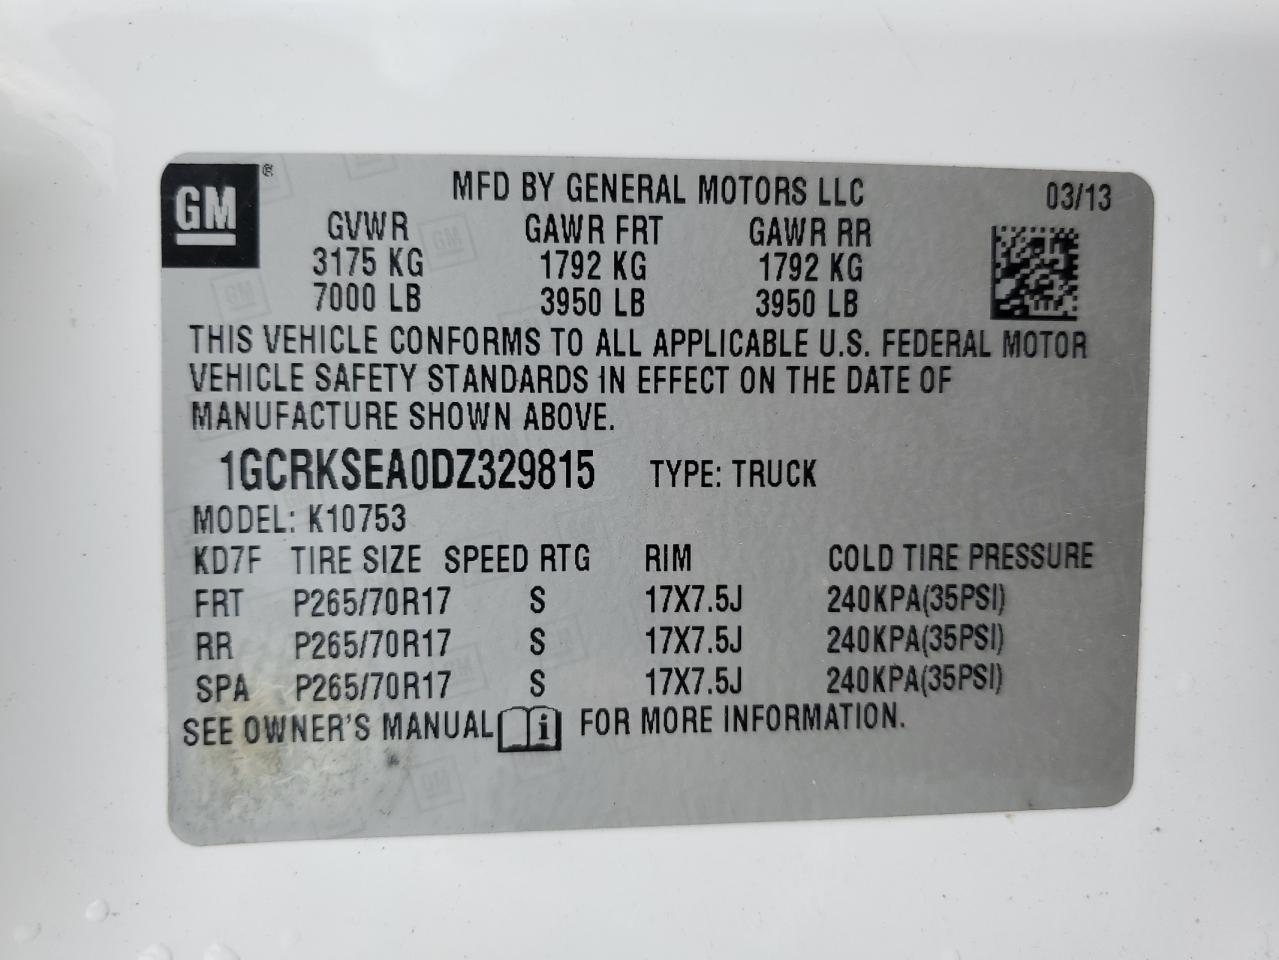 GM ®
MFD BY GENERAL MOTORS LLC 03/13
GVWR GAWR FRT GAWR RR
3175 KG 1792 KG 1792 KG
7000 LB 3950 LB 3950 LB
THIS VEHICLE CONFORMS TO ALL APPLICABLE U.S. FEDERAL MOTOR
VEHICLE SAFETY STANDARDS IN EFFECT ON THE DATE OF
MANUFACTURE SHOWN ABOVE.
1GCRKSEA0DZ329815 TYPE: TRUCK
MODEL: K10753
KD7F TIRE SIZE SPEED RTG RIM COLD TIRE PRESSURE
FRT P265/70R17 S 17X7.5J 240KPA(35PSI)
RR P265/70R17 S 17X7.5J 240KPA(35PSI)
SPA P265/70R17 S 17X7.5J 240KPA(35PSI)
SEE OWNER'S MANUAL i FOR MORE INFORMATION.